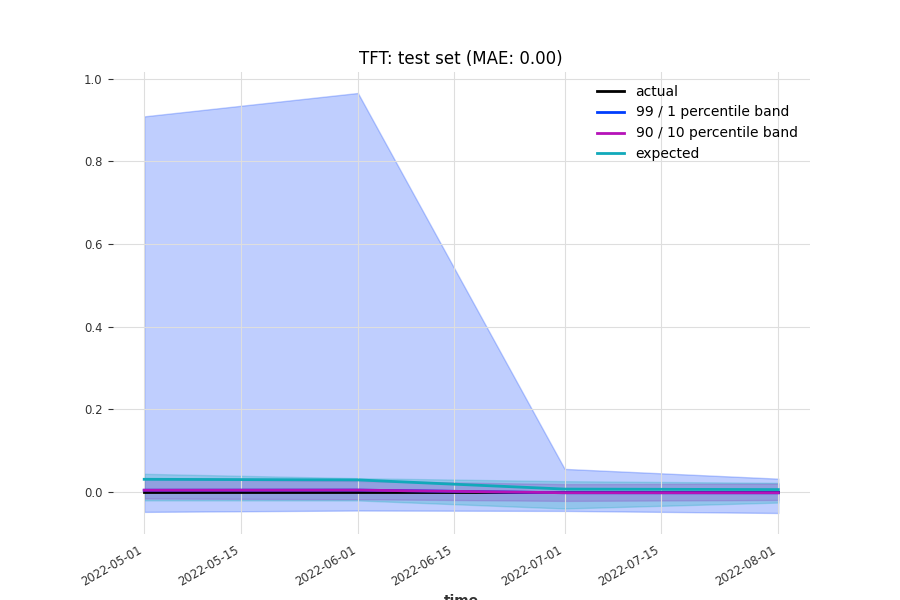 TFT: test set (MAE: 0.00)
actual
99 / 1 percentile band
90 / 10 percentile band
expected
1.0
0.8
0.6
0.4
0.2
0.0
2022-05-01
2022-05-15
2022-06-01
2022-06-15
2022-07-01
2022-07-15
2022-08-01
time